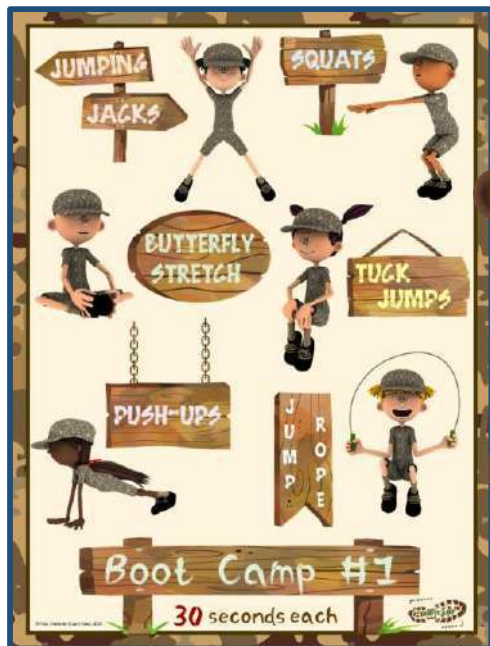 JUMPING
JACKS
SQUATS
BUTTERFLY
STRETCH
TUCK
JUMPS
PUSH-UPS
JUMP
ROPE
Boot Camp #1
30 seconds each